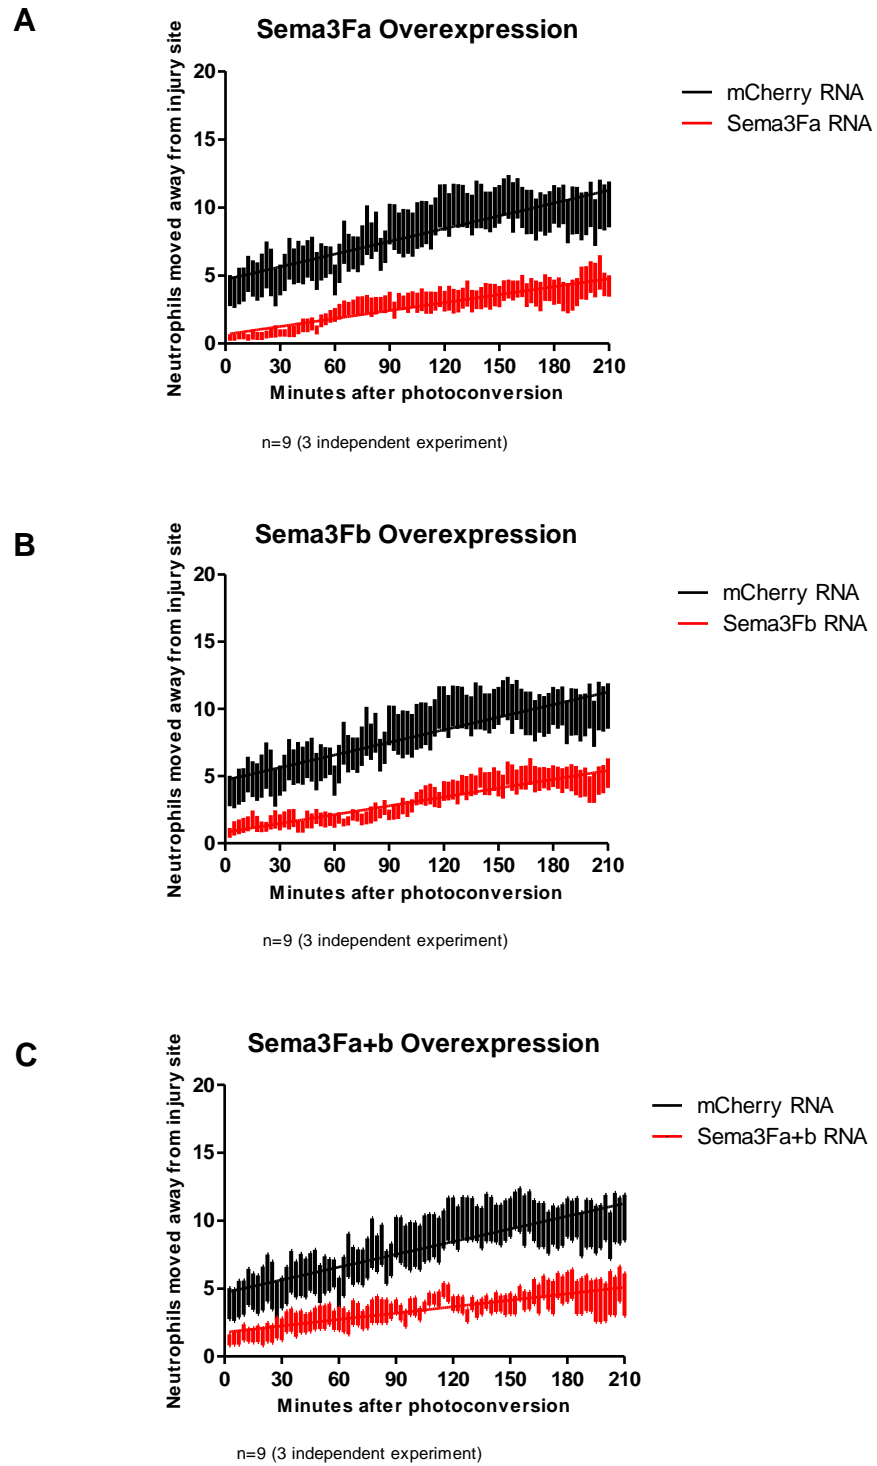 A
Sema3Fa Overexpression
Neutrophils moved away from injury site
20
15
10
5
0
0 30 60 90 120 150 180 210
Minutes after photoconversion
mCherry RNA
Sema3Fa RNA
n=9 (3 independent experiment)
B
Sema3Fb Overexpression
Neutrophils moved away from injury site
20
15
10
5
0
0 30 60 90 120 150 180 210
Minutes after photoconversion
mCherry RNA
Sema3Fb RNA
n=9 (3 independent experiment)
C
Sema3Fa+b Overexpression
Neutrophils moved away from injury site
20
15
10
5
0
0 30 60 90 120 150 180 210
Minutes after photoconversion
mCherry RNA
Sema3Fa+b RNA
n=9 (3 independent experiment)